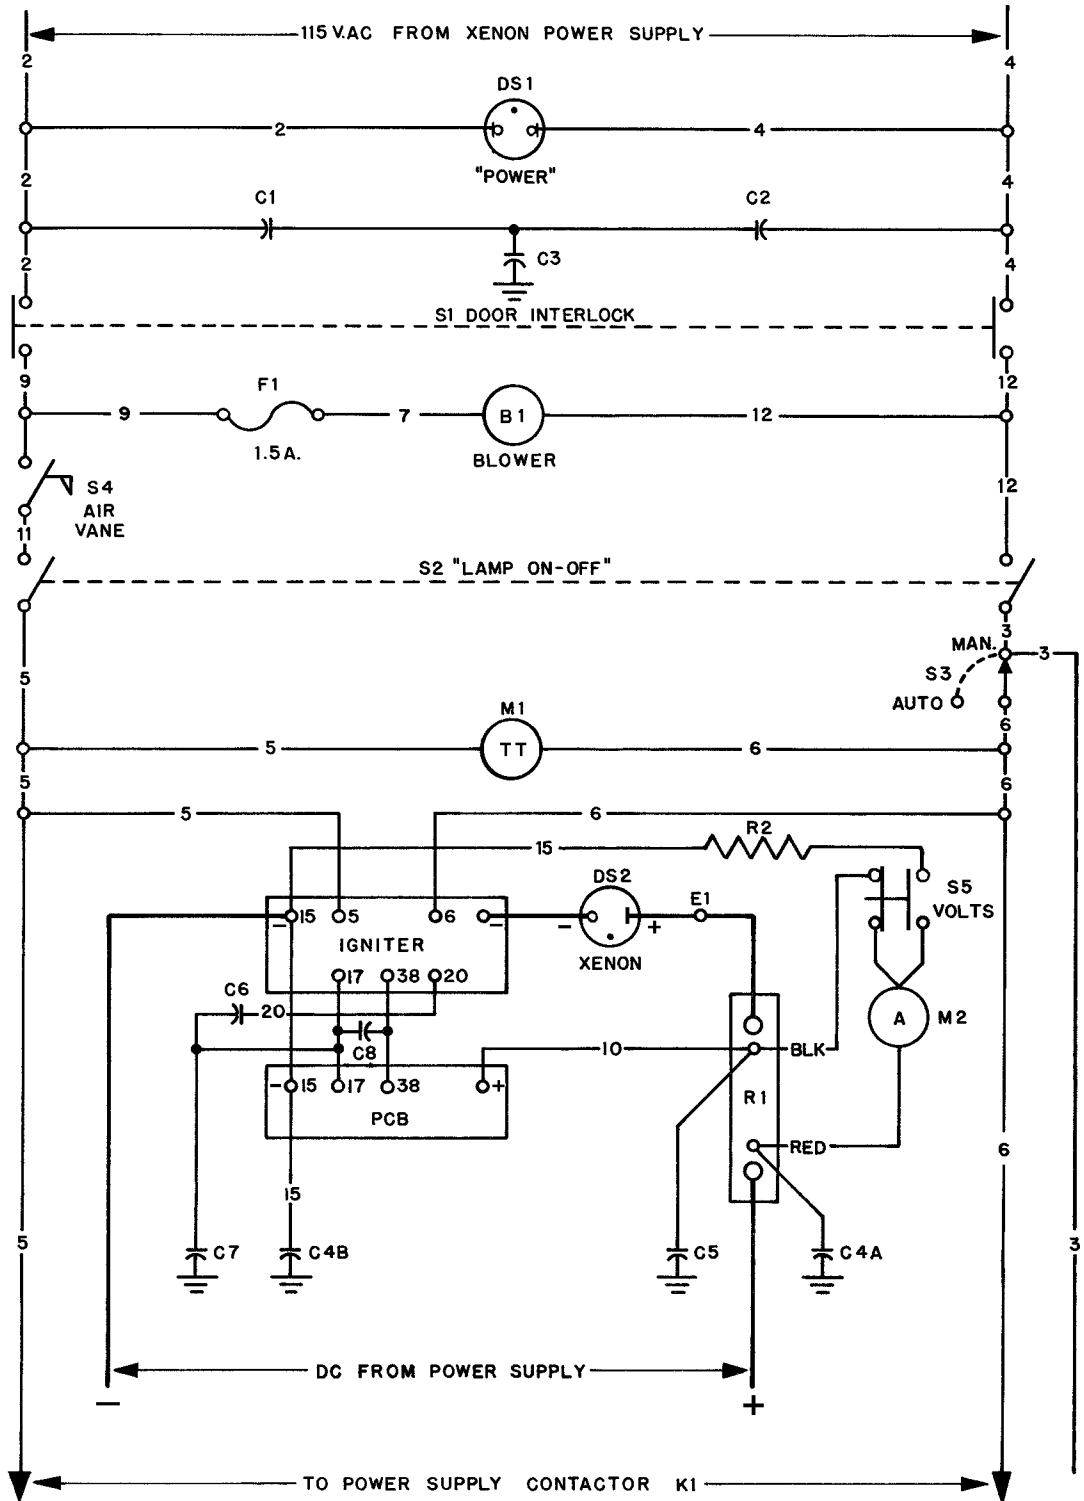 115 V.AC FROM XENON POWER SUPPLY
2
4
DS1
2
4
"POWER"
2
4
C1
C2
2
C3
4
S1 DOOR INTERLOCK
9
12
F1
9
7
B1
12
1.5 A.
BLOWER
S4
AIR
VANE
12
11
S2 "LAMP ON-OFF"
3
MAN.
3
S3
5
AUTO
6
M1
5
TT
6
5
6
5
6
R2
15
DS2
E1
S5
VOLTS
- 15 5 6 -
- +
IGNITER
XENON
17 38 20
C6
20
A
M2
C8
10
BLK
- 15 17 38 +
R1
PCB
RED
6
15
5
C7
C4B
C5
C4A
3
DC FROM POWER SUPPLY
-
+
TO POWER SUPPLY CONTACTOR K1